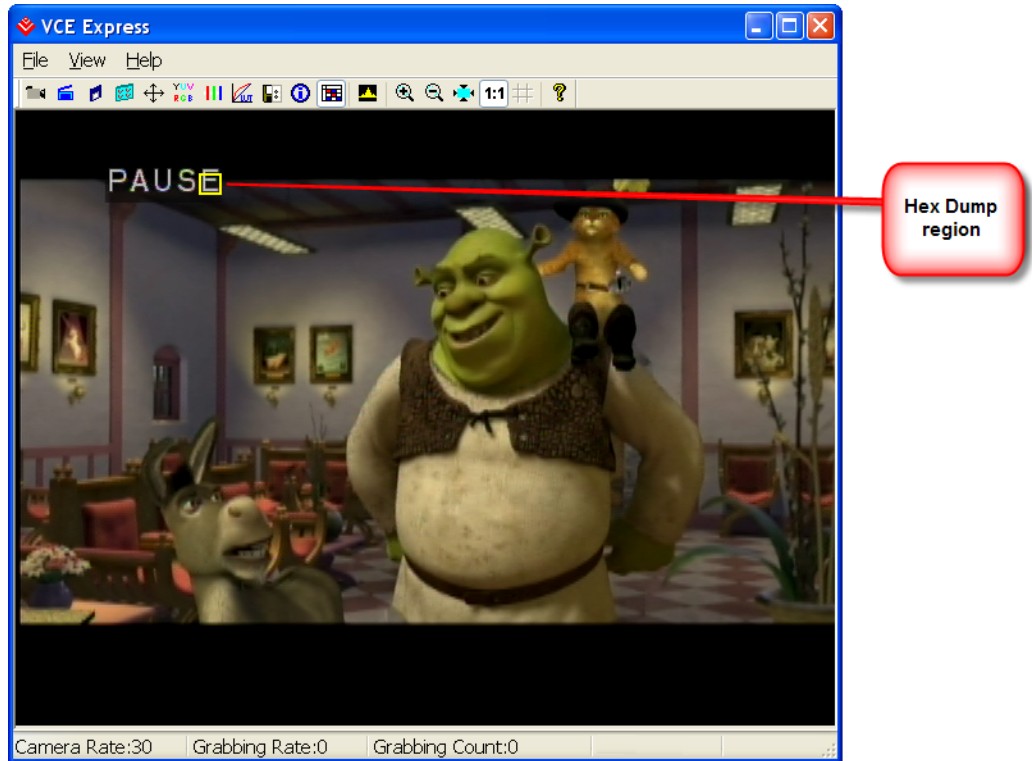 VCE Express
File View Help
YUV
RGB
LUT
1:1
?
PAUSE
Hex Dump
region
Camera Rate:30 Grabbing Rate:0 Grabbing Count:0